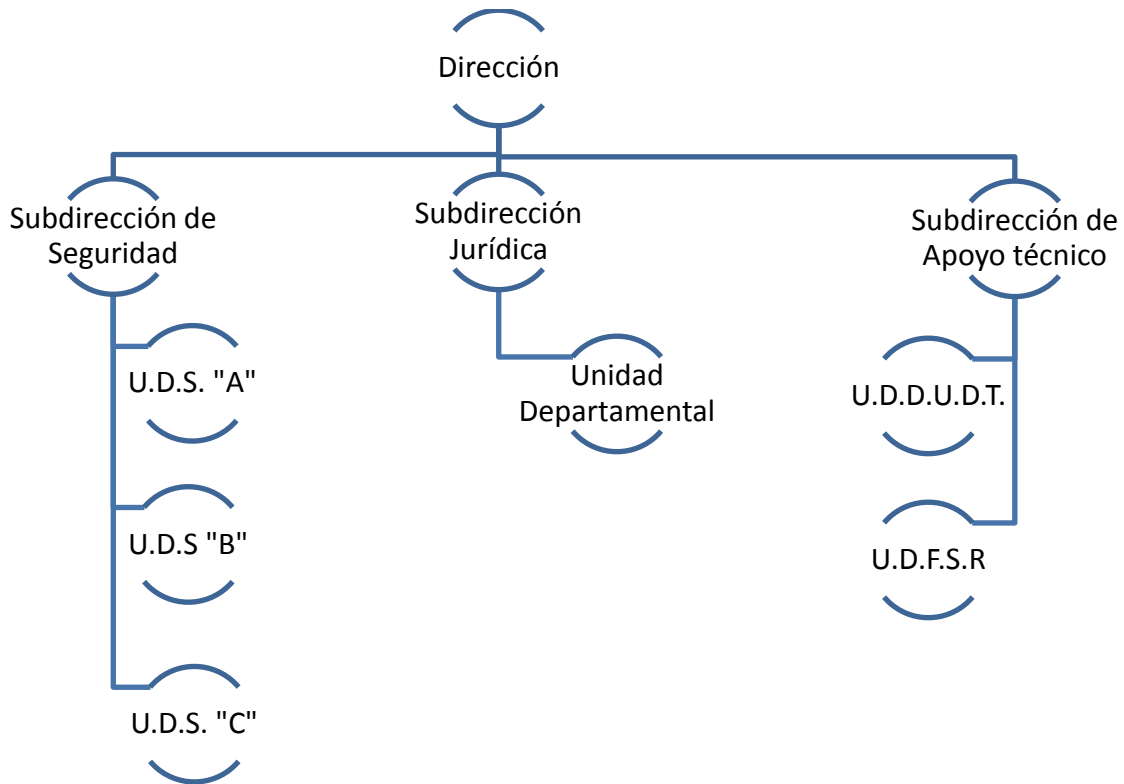 Dirección
Subdirección de
Seguridad
Subdirección
Jurídica
Subdirección de
Apoyo técnico
U.D.S. "A"
U.D.S "B"
U.D.S. "C"
Unidad
Departamental
U.D.D.U.D.T.
U.D.F.S.R